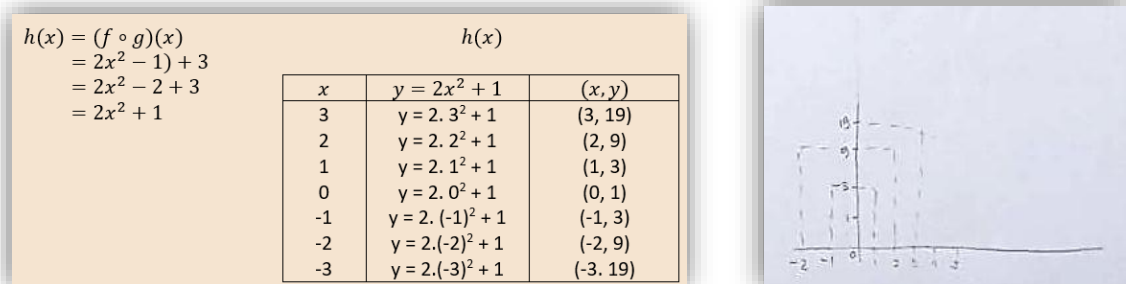 h(x) = (f ∘ g)(x)
= 2x² − 1) + 3
= 2x² − 2 + 3
= 2x² + 1
h(x)
x y = 2x² + 1 (x, y)
3 y = 2. 3² + 1 (3, 19)
2 y = 2. 2² + 1 (2, 9)
1 y = 2. 1² + 1 (1, 3)
0 y = 2. 0² + 1 (0, 1)
-1 y = 2. (-1)² + 1 (-1, 3)
-2 y = 2.(-2)² + 1 (-2, 9)
-3 y = 2.(-3)² + 1 (-3. 19)
19
9
3
1
-2 -1 0 1 2 3 4 5